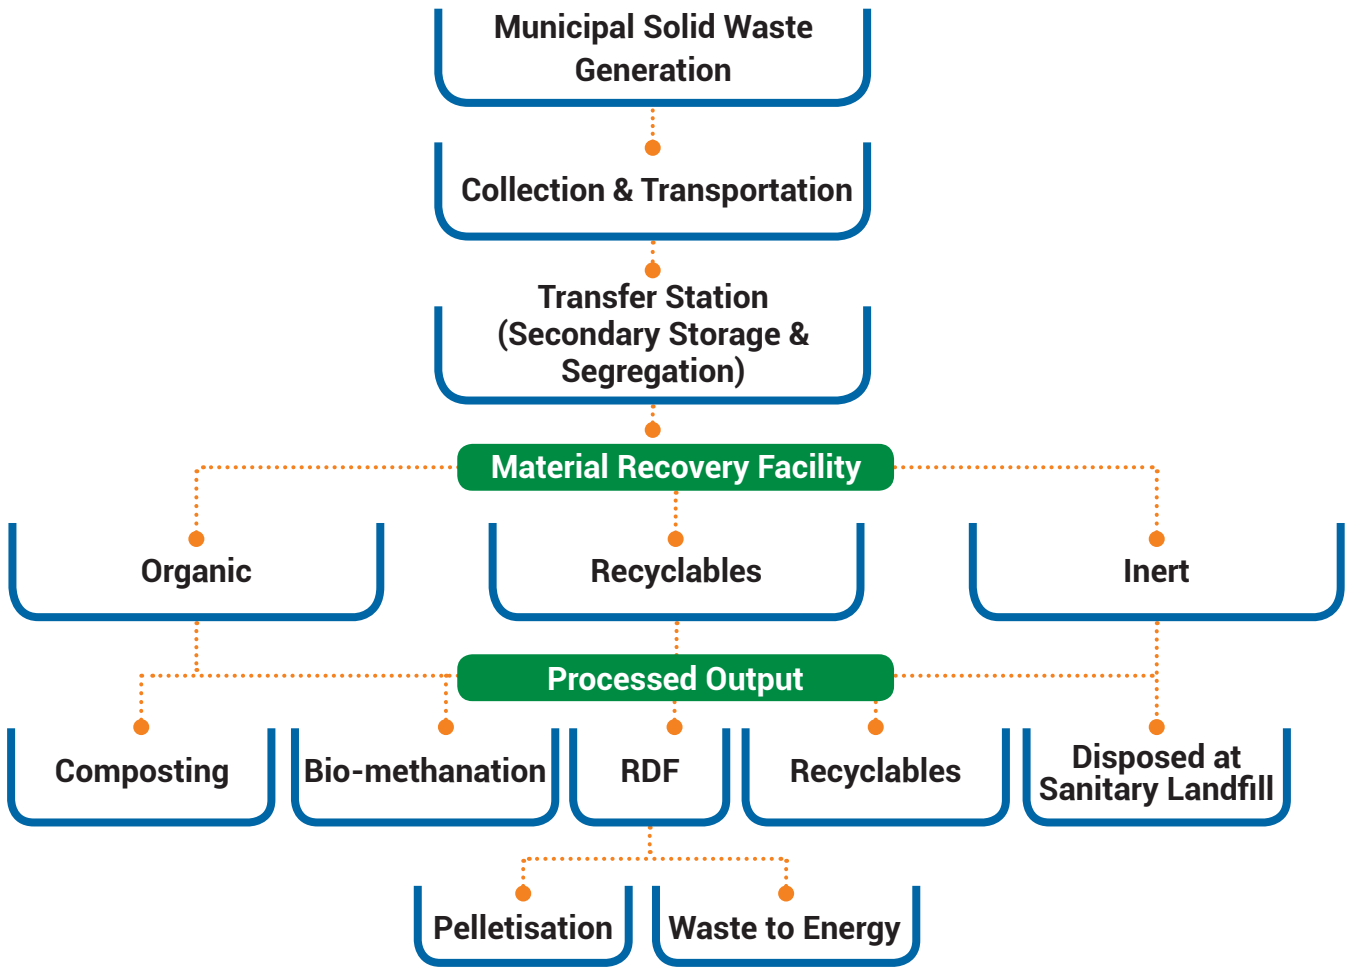 Municipal Solid Waste
Generation
Collection & Transportation
Transfer Station
(Secondary Storage &
Segregation)
Material Recovery Facility
Organic
Recyclables
Inert
Processed Output
Composting
Bio-methanation
RDF
Recyclables
Disposed at
Sanitary Landfill
Pelletisation
Waste to Energy